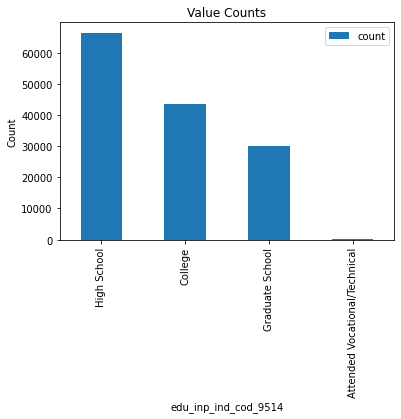 Value Counts
count
Count
60000
50000
40000
30000
20000
10000
0
High School
College
Graduate School
Attended Vocational/Technical
edu_inp_ind_cod_9514